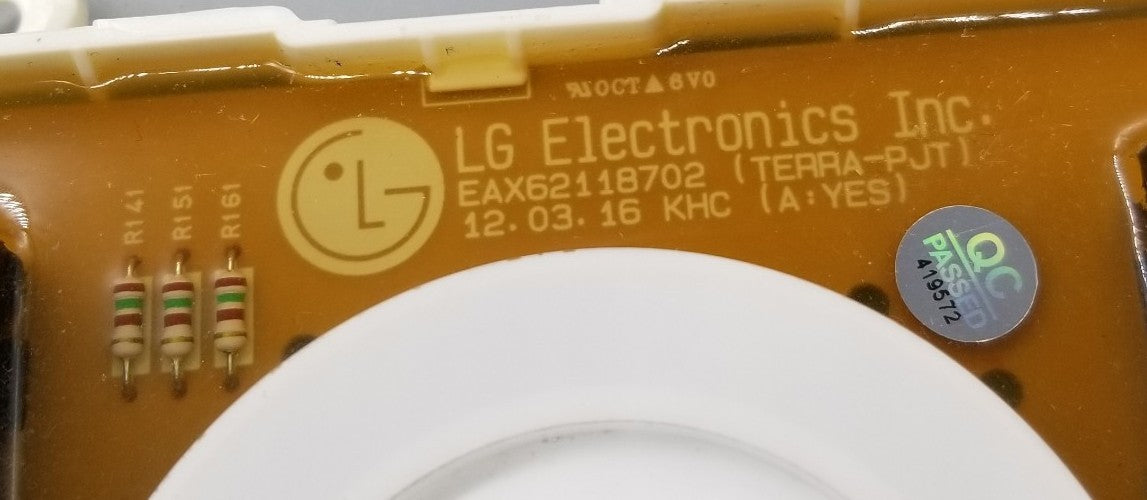 OCT▲6V0
LG Electronics Inc.
EAX62118702 (TERRA-PJT)
12.03.16 KHC (A:YES)
LG
R141
R151
R161
QC
PASSED
419572